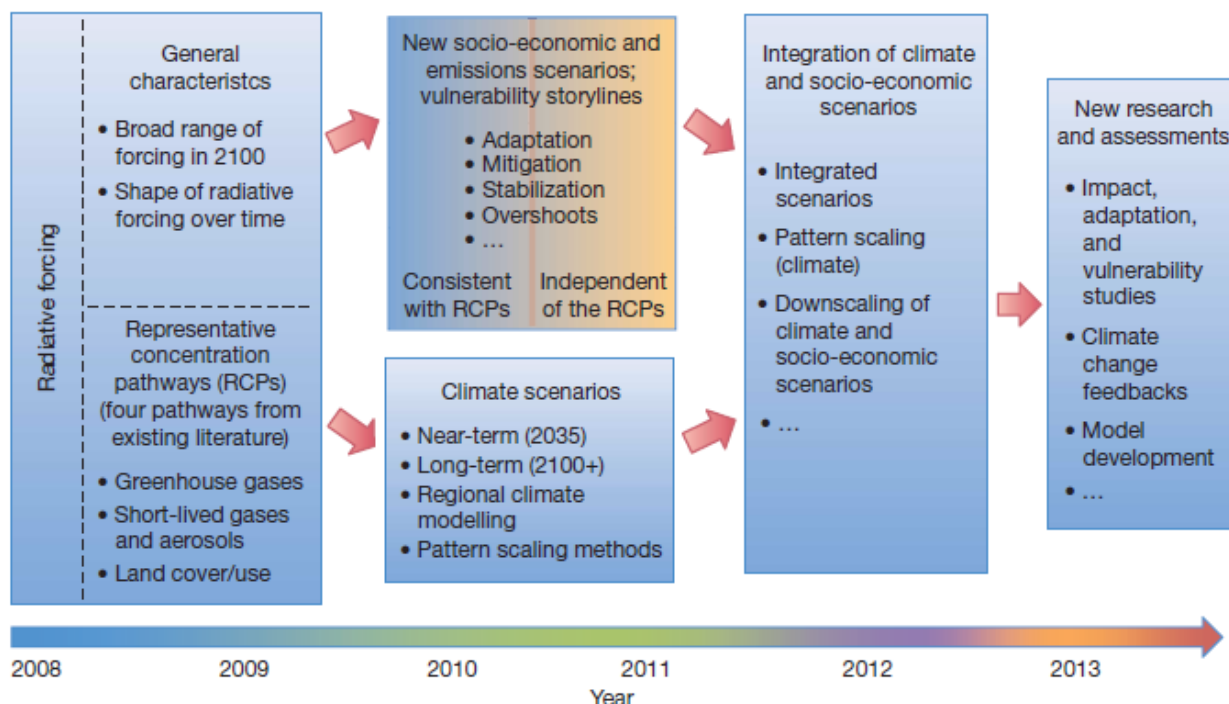 Radiative forcing
General
characteristcs
• Broad range of
forcing in 2100
• Shape of radiative
forcing over time
Representative
concentration
pathways (RCPs)
(four pathways from
existing literature)
• Greenhouse gases
• Short-lived gases
and aerosols
• Land cover/use
New socio-economic and
emissions scenarios;
vulnerability storylines
• Adaptation
• Mitigation
• Stabilization
• Overshoots
• …
Consistent
with RCPs
Independent
of the RCPs
Climate scenarios
• Near-term (2035)
• Long-term (2100+)
• Regional climate
modelling
• Pattern scaling methods
Integration of climate
and socio-economic
scenarios
• Integrated
scenarios
• Pattern scaling
(climate)
• Downscaling of
climate and
socio-economic
scenarios
• …
New research
and assessments
• Impact,
adaptation,
and
vulnerability
studies
• Climate
change
feedbacks
• Model
development
• …
2008 2009 2010 2011 2012 2013
Year